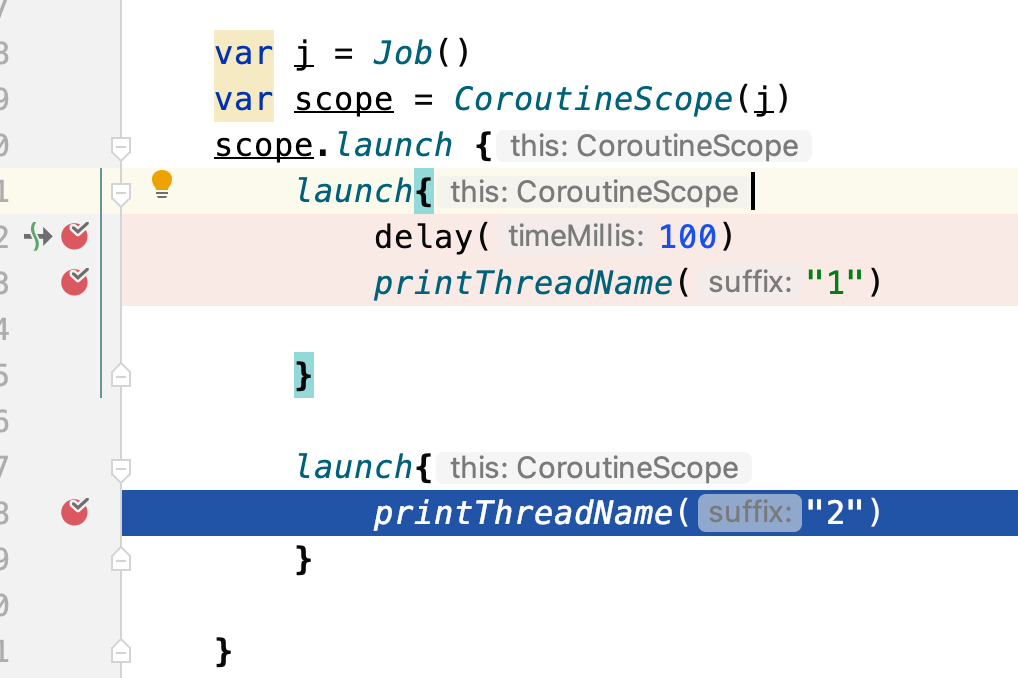 var j = Job()
8
var scope = CoroutineScope(j)
9
scope.launch { this: CoroutineScope
0
launch{ this: CoroutineScope
1
delay( timeMillis: 100)
2
printThreadName( suffix: "1")
3
4
}
5
6
launch{ this: CoroutineScope
7
printThreadName( suffix: "2")
8
}
9
0
}
1